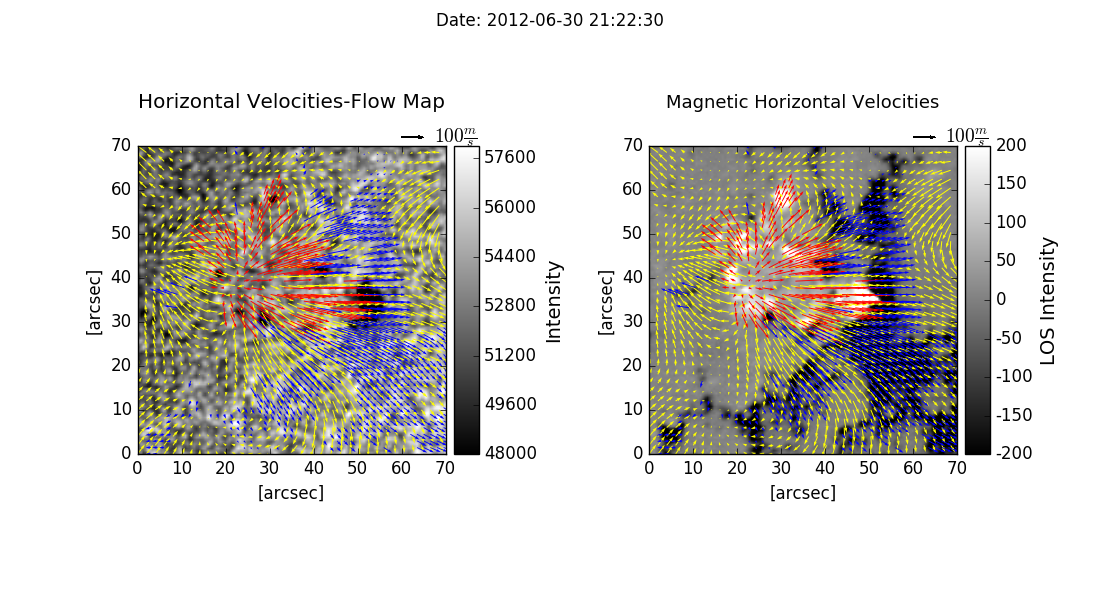 Date: 2012-06-30 21:22:30
Horizontal Velocities-Flow Map
100 m/s
70
60
50
40
30
20
10
0
[arcsec]
0 10 20 30 40 50 60 70
[arcsec]
57600
56000
54400
52800
51200
49600
48000
Intensity
Magnetic Horizontal Velocities
100 m/s
70
60
50
40
30
20
10
0
[arcsec]
0 10 20 30 40 50 60 70
[arcsec]
200
150
100
50
0
-50
-100
-150
-200
LOS Intensity